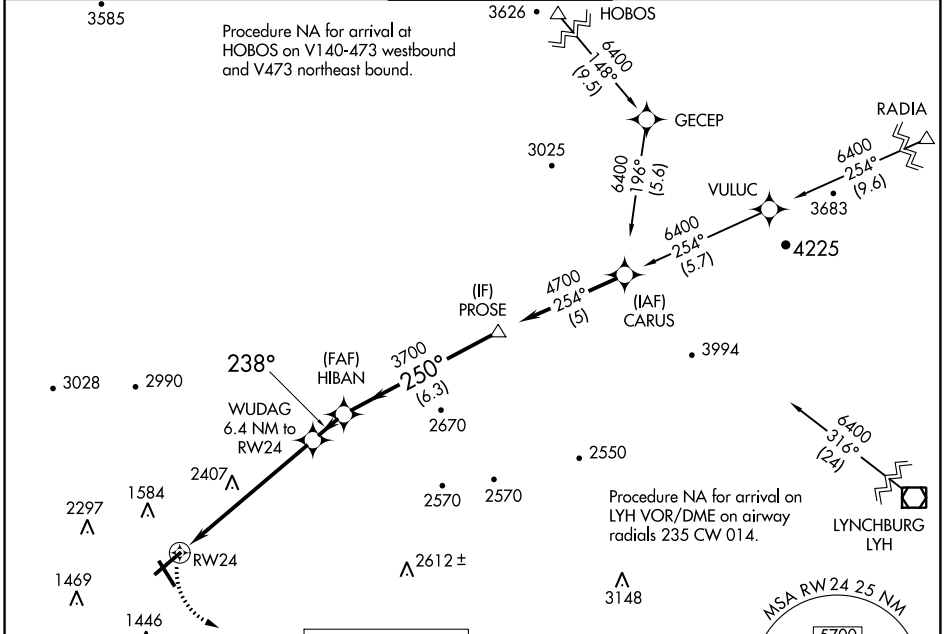 3585
Procedure NA for arrival at
HOBOS on V140-473 westbound
and V473 northeast bound.
3626
HOBOS
6400
148°
(9.5)
GECEP
RADIA
3025
6400
196°
(5.6)
6400
254°
(9.6)
VULUC
3683
6400
254°
(5.7)
4225
4700
254°
(5)
(IF)
PROSE
(IAF)
CARUS
3994
3700
250°
(6.3)
238°
(FAF)
HIBAN
3028
2990
WUDAG
6.4 NM to
RW24
2670
6400
316°
(24)
2407
2550
2297
1584
2570
2570
Procedure NA for arrival on
LYH VOR/DME on airway
radials 235 CW 014.
LYNCHBURG
LYH
RW24
2612 ±
1469
3148
1446
MSA RW24 25 NM
5700